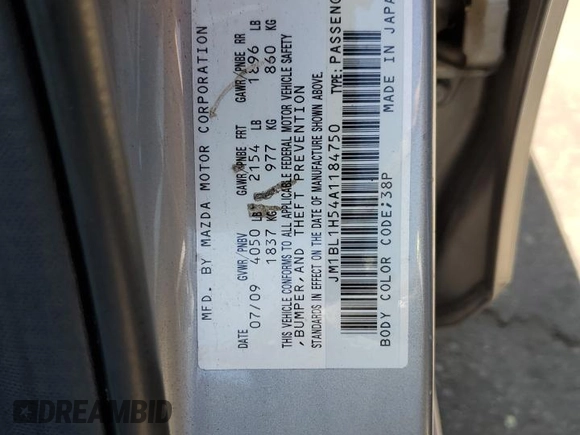 MFD. BY MAZDA MOTOR CORPORATION
DATE GVWR/PNBV GAWR/PNBE FRT GAWR/PNBE RR
07/09 4050 LB 2154 LB 1896 LB
1837 KG 977 KG 860 KG
THIS VEHICLE CONFORMS TO ALL APPLICABLE FEDERAL MOTOR VEHICLE SAFETY
, BUMPER, AND THEFT PREVENTION
STANDARDS IN EFFECT ON THE DATE OF MANUFACTURE SHOWN ABOVE.
JM1BL1H54A1184750 TYPE: PASSENG
BODY COLOR CODE;38P MADE IN JAPA
DREAMBID